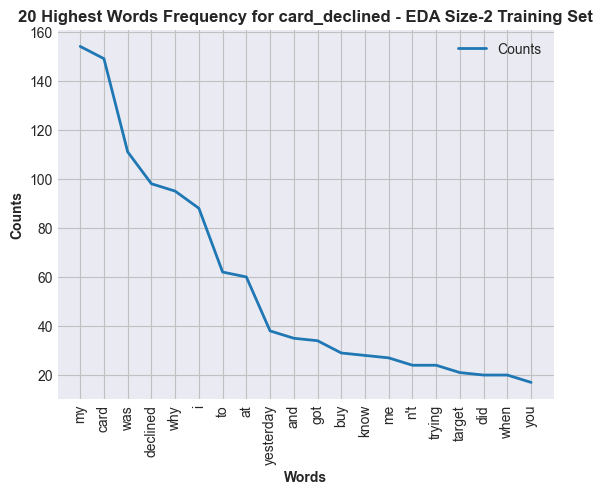 20 Highest Words Frequency for card_declined - EDA Size-2 Training Set
Counts
160
140
120
100
80
60
40
20
Counts
my
card
was
declined
why
i
to
at
yesterday
and
got
buy
know
me
n't
trying
target
did
when
you
Words